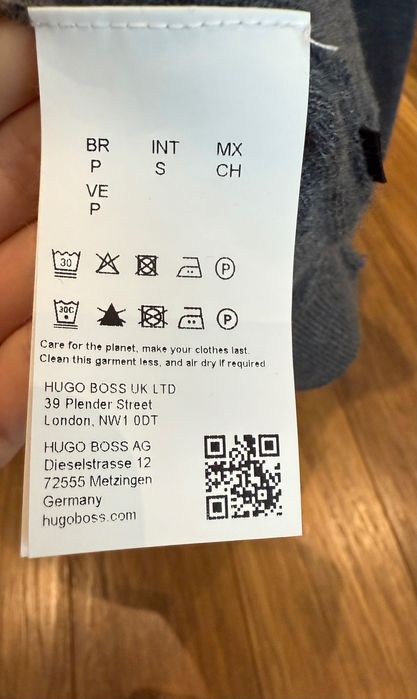 BR INT MX
P S CH
VE
P
30 P
30C P
Care for the planet, make your clothes last.
Clean this garment less, and air dry if required
HUGO BOSS UK LTD
39 Plender Street
London, NW1 0DT
HUGO BOSS AG
Dieselstrasse 12
72555 Metzingen
Germany
hugoboss.com